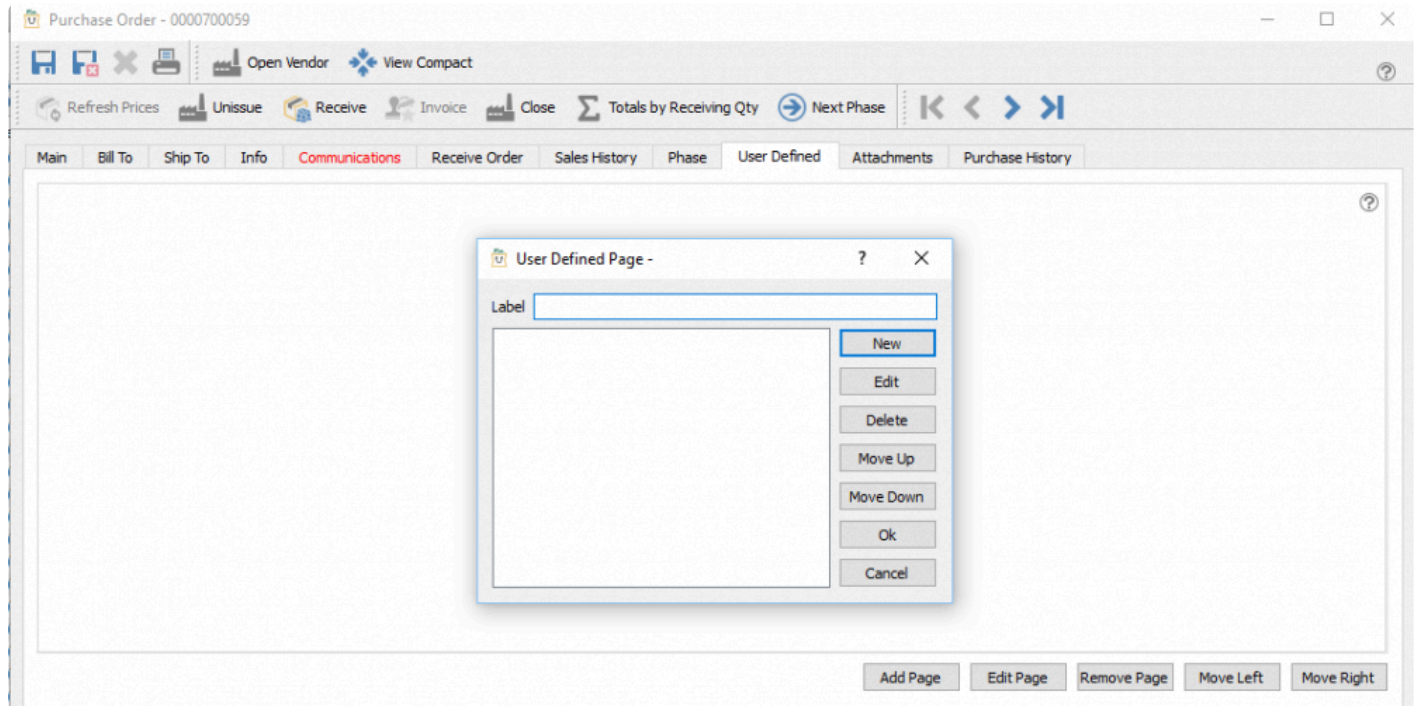 Purchase Order - 0000700059
Open Vendor View Compact
Refresh Prices Unissue Receive Invoice Close Totals by Receiving Qty Next Phase
Main Bill To Ship To Info Communications Receive Order Sales History Phase User Defined Attachments Purchase History
User Defined Page -
Label
New
Edit
Delete
Move Up
Move Down
Ok
Cancel
Add Page Edit Page Remove Page Move Left Move Right